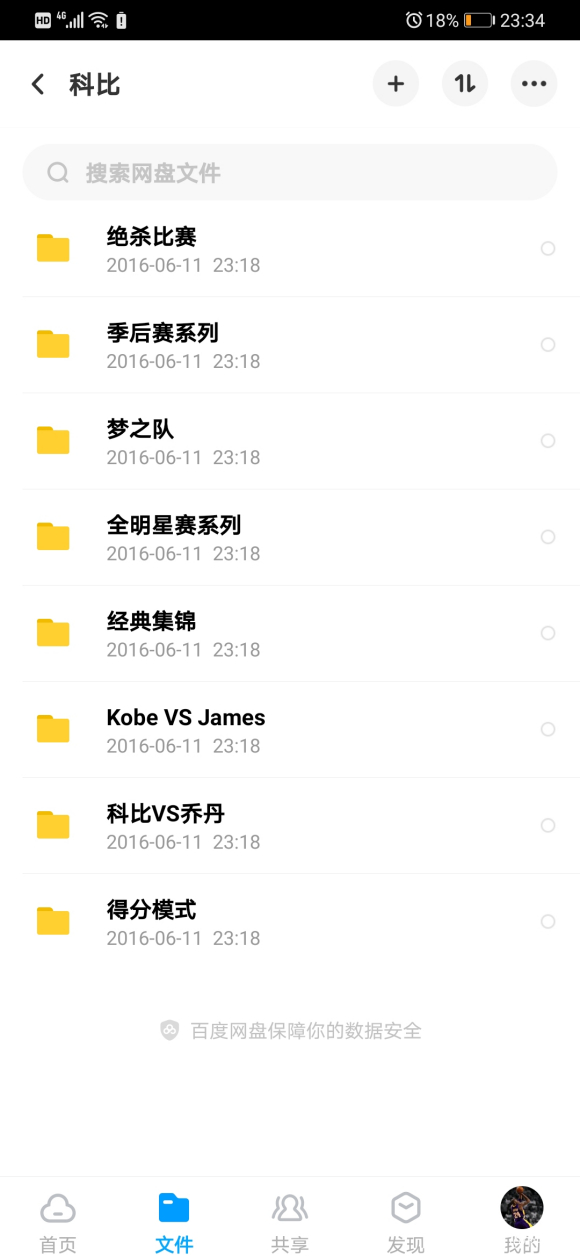 HD 4G 18% 23:34
科比
搜索网盘文件
绝杀比赛
2016-06-11 23:18
季后赛系列
2016-06-11 23:18
梦之队
2016-06-11 23:18
全明星赛系列
2016-06-11 23:18
经典集锦
2016-06-11 23:18
Kobe VS James
2016-06-11 23:18
科比VS乔丹
2016-06-11 23:18
得分模式
2016-06-11 23:18
百度网盘保障你的数据安全
首页 文件 共享 发现 我的